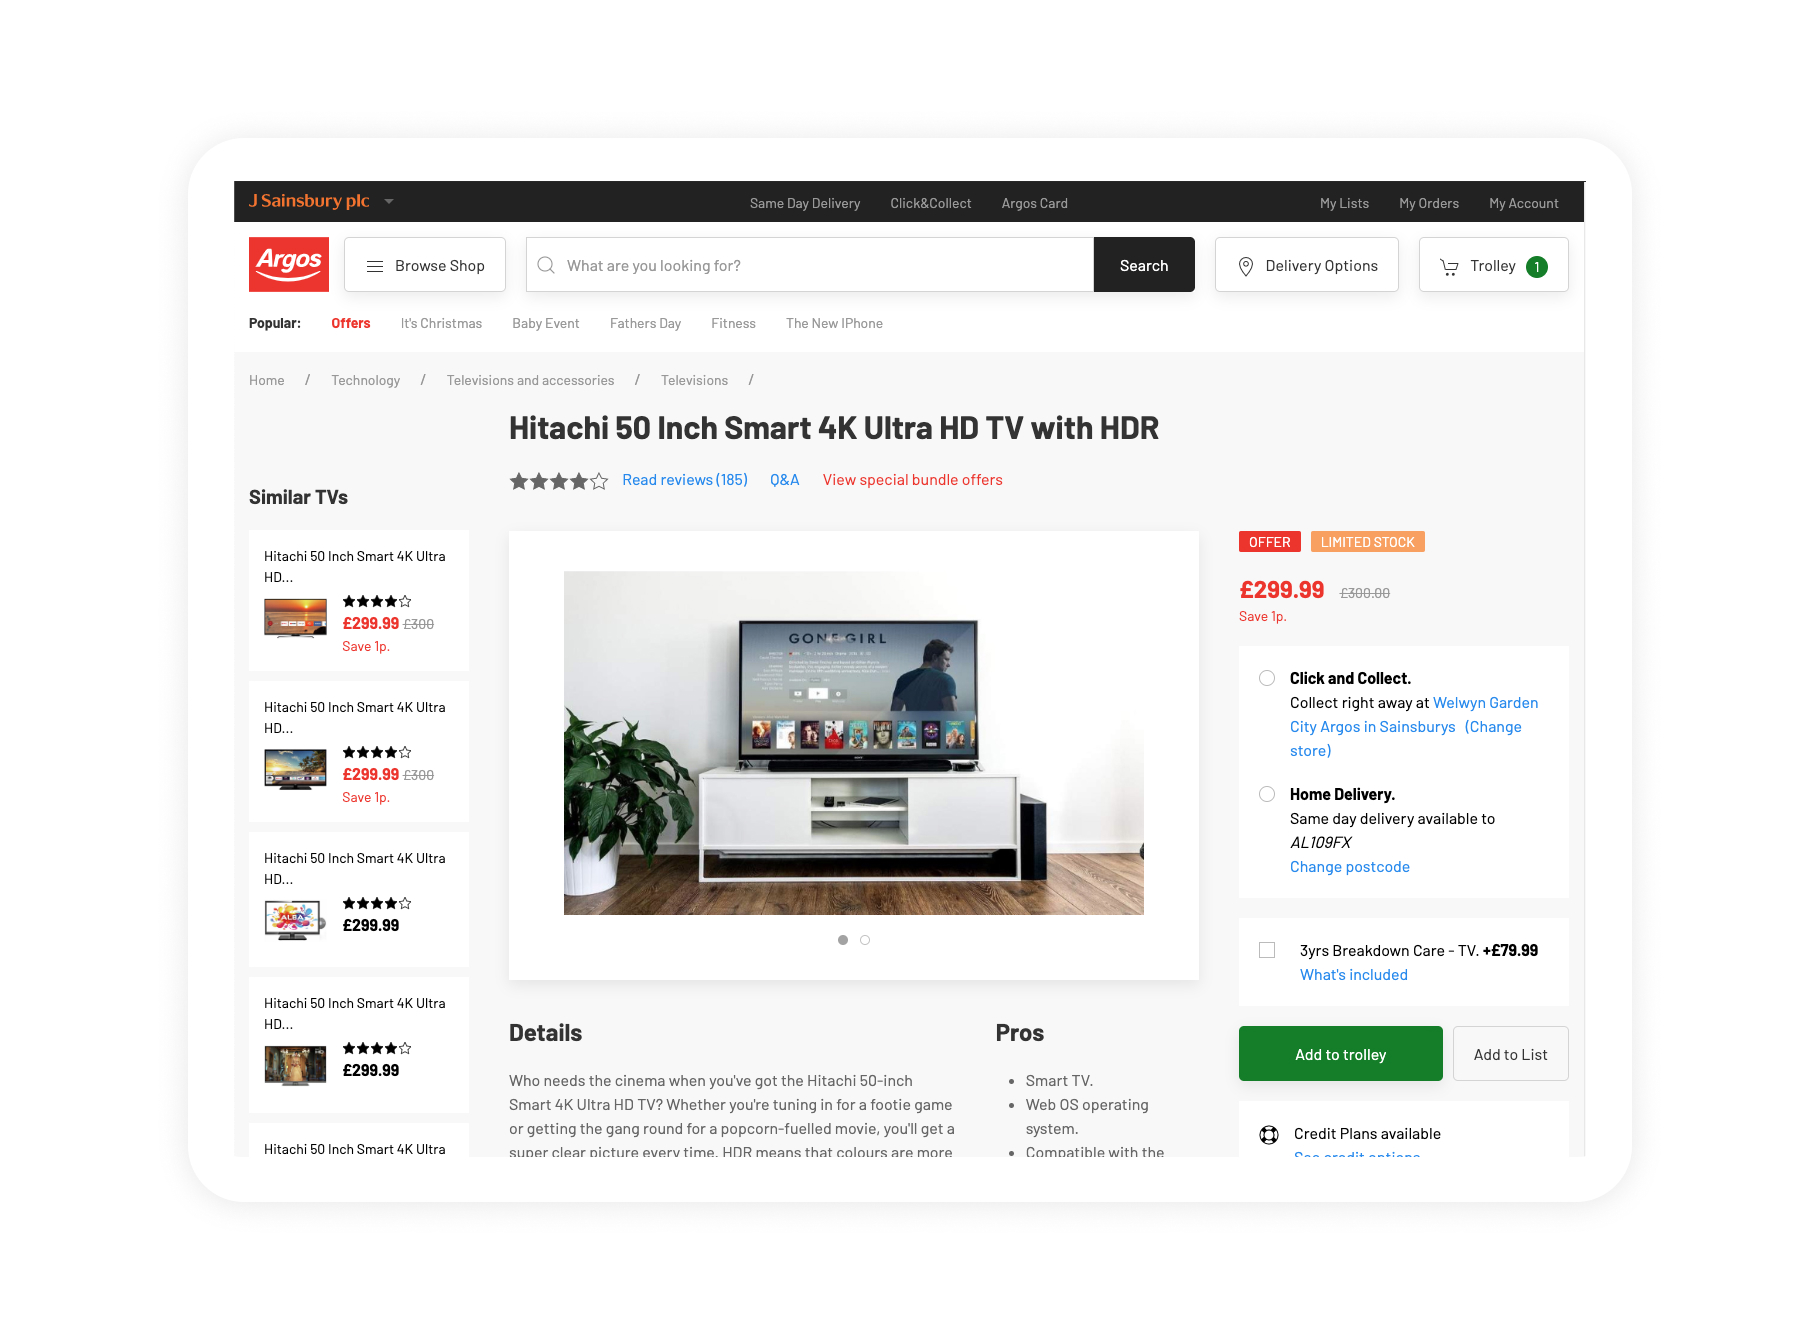 J Sainsbury plc
Same Day Delivery
Click&Collect
Argos Card
My Lists
My Orders
My Account
Argos
Browse Shop
What are you looking for?
Search
Delivery Options
Trolley 1
Popular:
Offers
It's Christmas
Baby Event
Fathers Day
Fitness
The New IPhone
Home / Technology / Televisions and accessories / Televisions /
Hitachi 50 Inch Smart 4K Ultra HD TV with HDR
Read reviews (185)
Q&A
View special bundle offers
Similar TVs
Hitachi 50 Inch Smart 4K Ultra
HD...
£299.99 £300
Save 1p.
Hitachi 50 Inch Smart 4K Ultra
HD...
£299.99 £300
Save 1p.
Hitachi 50 Inch Smart 4K Ultra
HD...
ALBA
£299.99
Hitachi 50 Inch Smart 4K Ultra
HD...
£299.99
Hitachi 50 Inch Smart 4K Ultra
GONE GIRL
Details
Who needs the cinema when you've got the Hitachi 50-inch
Smart 4K Ultra HD TV? Whether you're tuning in for a footie game
or getting the gang round for a popcorn-fuelled movie, you'll get a
super clear picture every time. HDR means that colours are more
Pros
• Smart TV.
• Web OS operating
system.
• Compatible with the
OFFER
LIMITED STOCK
£299.99 £300.00
Save 1p.
Click and Collect.
Collect right away at Welwyn Garden
City Argos in Sainsburys (Change
store)
Home Delivery.
Same day delivery available to
AL109FX
Change postcode
3yrs Breakdown Care - TV. +£79.99
What's included
Add to trolley
Add to List
Credit Plans available
See credit options